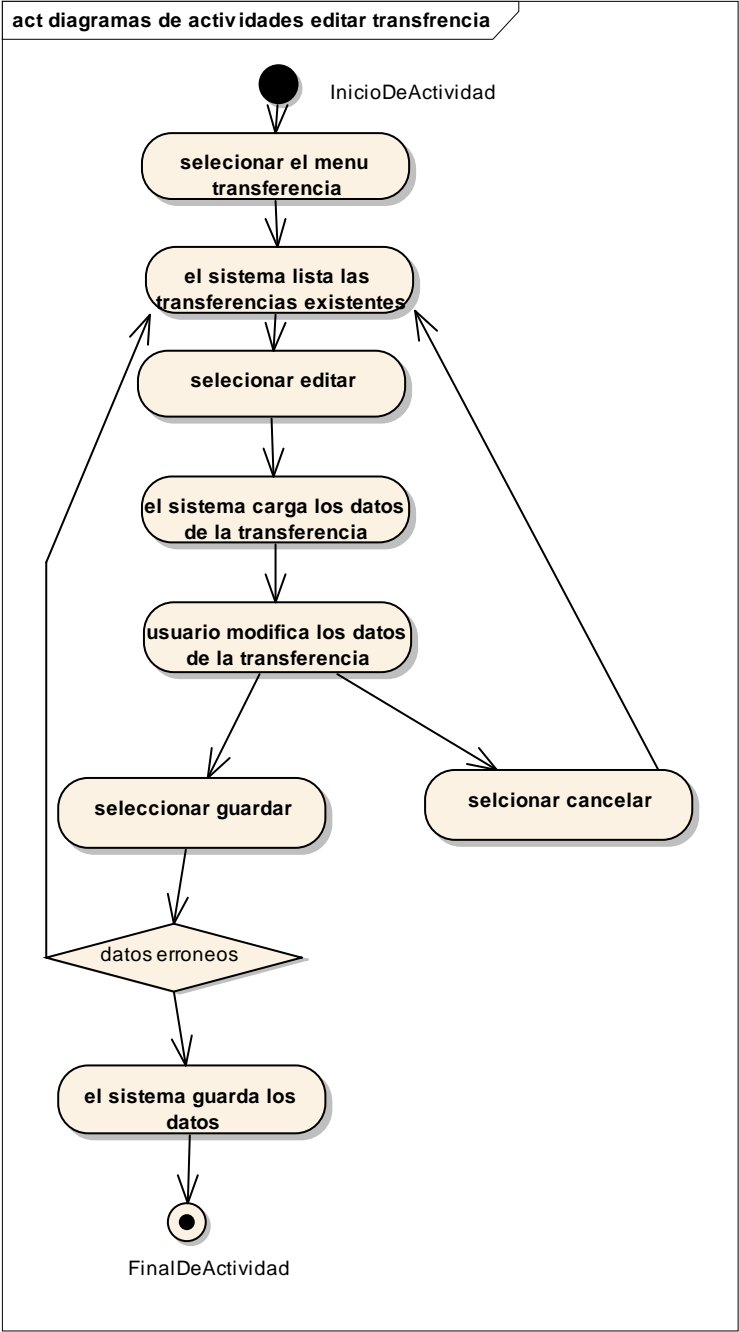 act diagramas de actividades editar transfrencia
InicioDeActividad
selecionar el menu
transferencia
el sistema lista las
transferencias existentes
selecionar editar
el sistema carga los datos
de la transferencia
usuario modifica los datos
de la transferencia
seleccionar guardar
selcionar cancelar
datos erroneos
el sistema guarda los
datos
FinalDeActividad